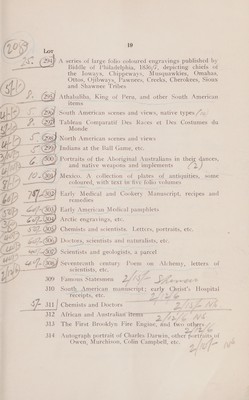 19
Lot
294 A series of large folio coloured engravings published by
Biddle of Philadelphia, 1836/7, depicting chiefs of
the Ioways, Chippeways, Musquawkies, Omahas,
Ottos, Ojibways, Pawnees, Creeks, Cherokees, Sioux
and Shawnee Tribes
295 Athabaliba, King of Peru, and other South American
items
296 South American scenes and views, native types
297 Tableau Comparatif Des Races et Des Costumes du
Monde
298 North American scenes and views
299 Indians at the Ball Game, etc.
300 Portraits of the Aboriginal Australians in their dances,
and native weapons and implements
301 Mexico. A collection of plates of antiquities, some
coloured, with text in five folio volumes
302 Early Medical and Cookery Manuscript, recipes and
remedies
303 Early American Medical pamphlets
304 Arctic engravings, etc.
305 Chemists and scientists. Letters, portraits, etc.
306 Doctors, scientists and naturalists, etc.
307 Scientists and geologists, a parcel
308 Seventeenth century Poem on Alchemy, letters of
scientists, etc.
309 Famous Statesmen
310 South American manuscript; early Christ's Hospital
receipts, etc.
311 Chemists and Doctors
312 African and Australian items
313 The First Brooklyn Fire Engine, and two others
314 Autograph portrait of Charles Darwin, other portraits of
Owen, Murchison, Colin Campbell, etc.